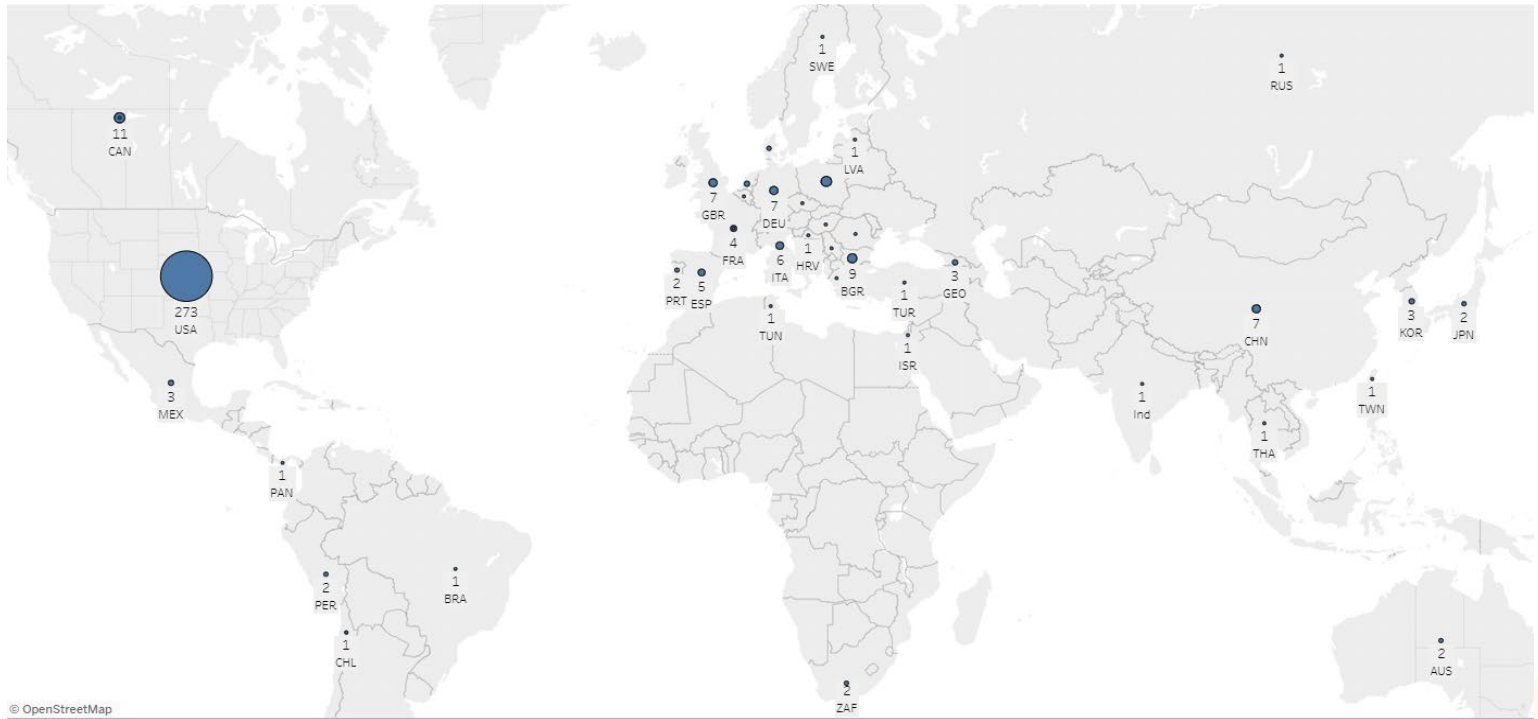 1
SWE
1
RUS
11
CAN
1
LVA
7
GBR
7
DEU
4
FRA
6
ITA
1
HRV
9
BGR
3
GEO
2
PRT
5
ESP
1
TUR
1
TUN
1
ISR
273
USA
7
CHN
3
KOR
2
JPN
3
MEX
1
Ind
1
TWN
1
THA
1
PAN
2
PER
1
BRA
1
CHL
2
AUS
2
ZAF
© OpenStreetMap